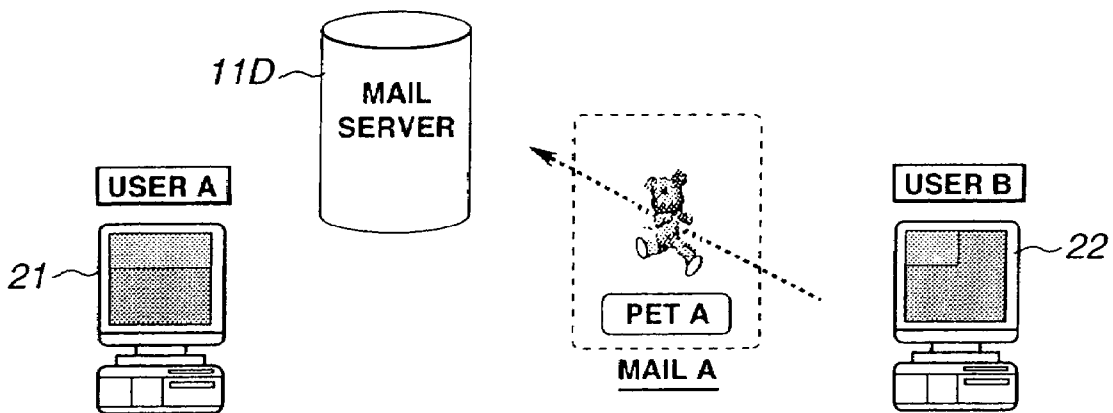 11D
MAIL
SERVER
USER A
USER B
21
22
PET A
MAIL A